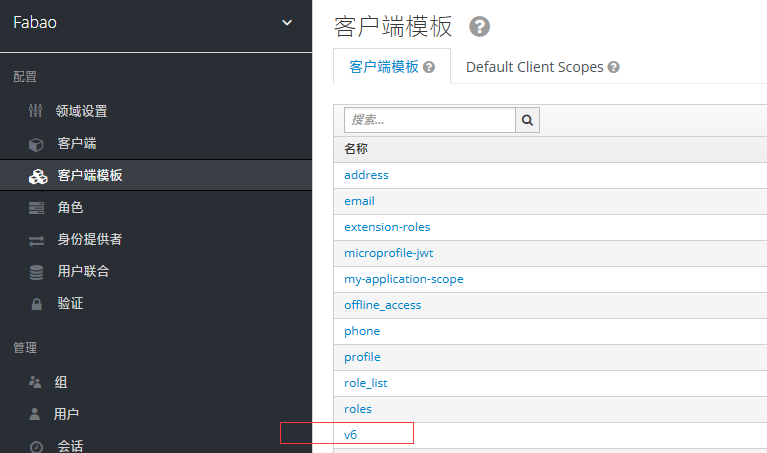 Fabao
配置
领域设置
客户端
客户端模板
角色
身份提供者
用户联合
验证
管理
组
用户
会话
客户端模板
客户端模板 Default Client Scopes
搜索...
名称
address
email
extension-roles
microprofile-jwt
my-application-scope
offline_access
phone
profile
role_list
roles
v6